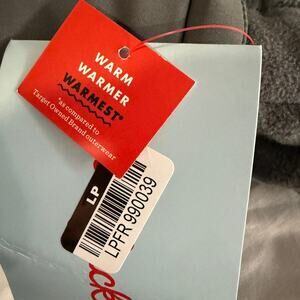 WARM
WARMER
WARMEST*
*as compared to
Target Owned Brand outerwear
LP
LPFR 990039